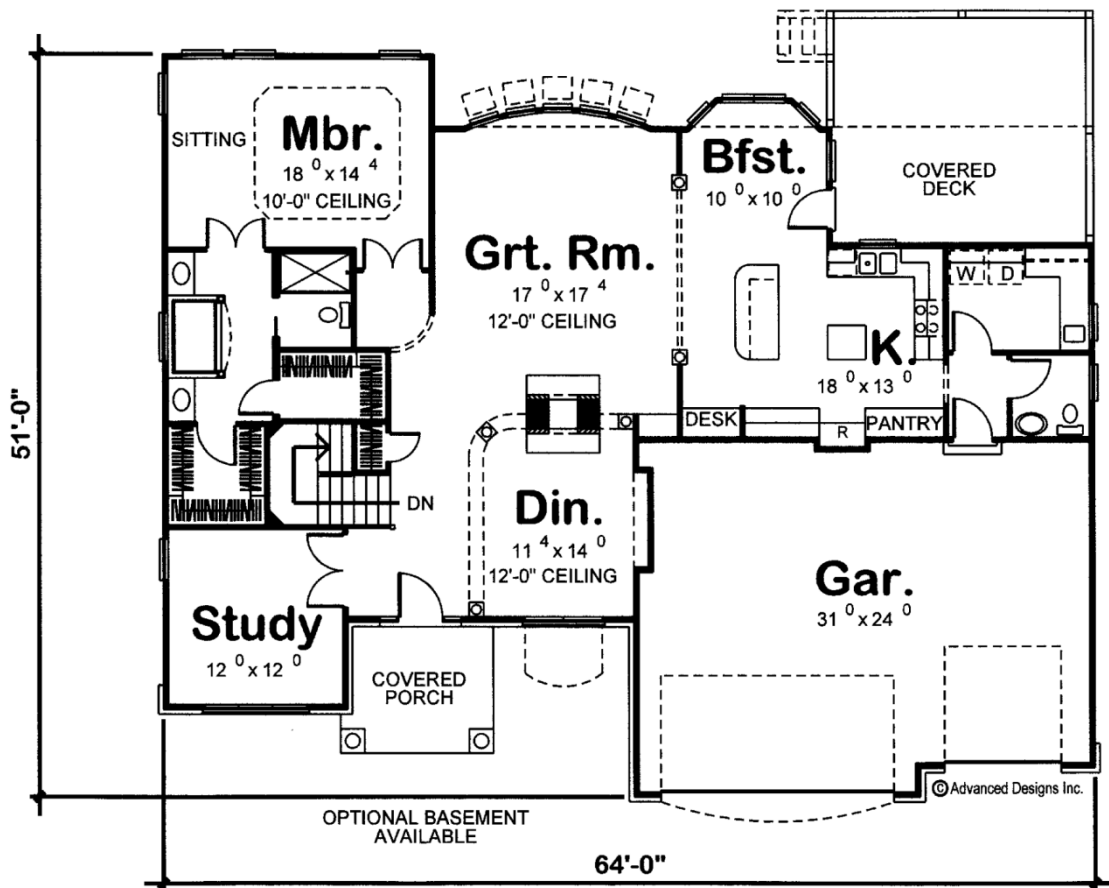 SITTING
Mbr.
18 0 x 14 4
10'-0" CEILING
Bfst.
10 0 x 10 0
COVERED
DECK
Grt. Rm.
17 0 x 17 4
12'-0" CEILING
W D
K.
18 0 x 13 0
DESK
R
PANTRY
DN
Din.
11 4 x 14 0
12'-0" CEILING
Gar.
31 0 x 24 0
Study
12 0 x 12 0
COVERED
PORCH
51'-0"
© Advanced Designs Inc.
OPTIONAL BASEMENT
AVAILABLE
64'-0"